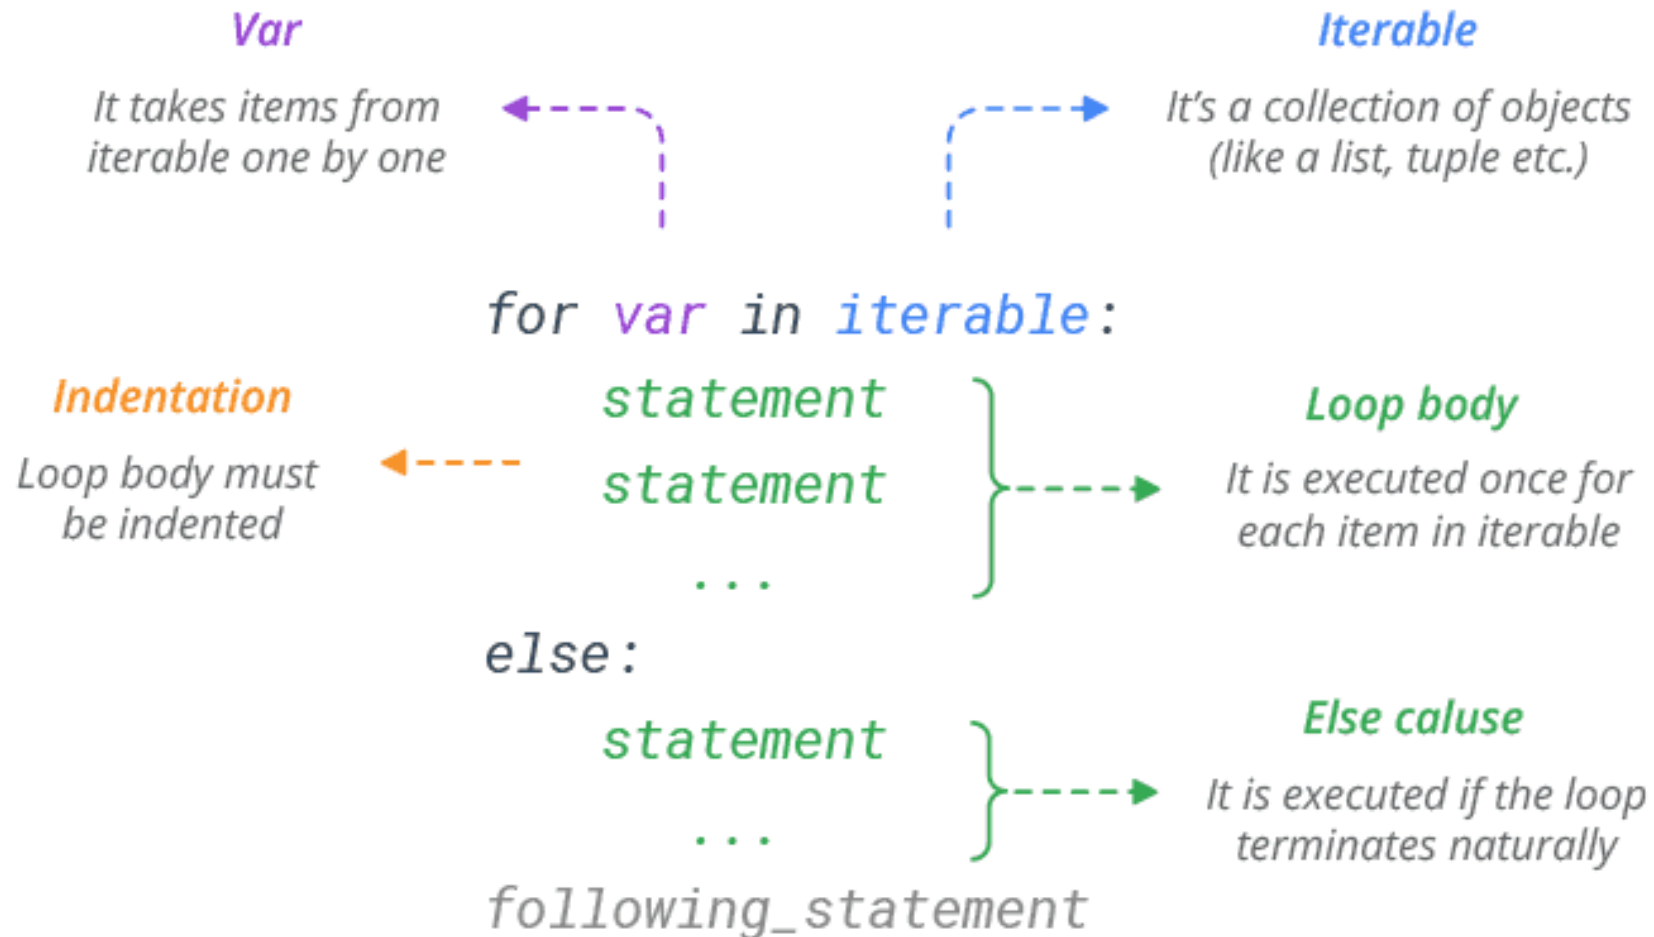 Var
It takes items from
iterable one by one
Iterable
It's a collection of objects
(like a list, tuple etc.)
for var in iterable:
statement
statement
...
Indentation
Loop body must
be indented
Loop body
It is executed once for
each item in iterable
else:
statement
...
Else caluse
It is executed if the loop
terminates naturally
following_statement